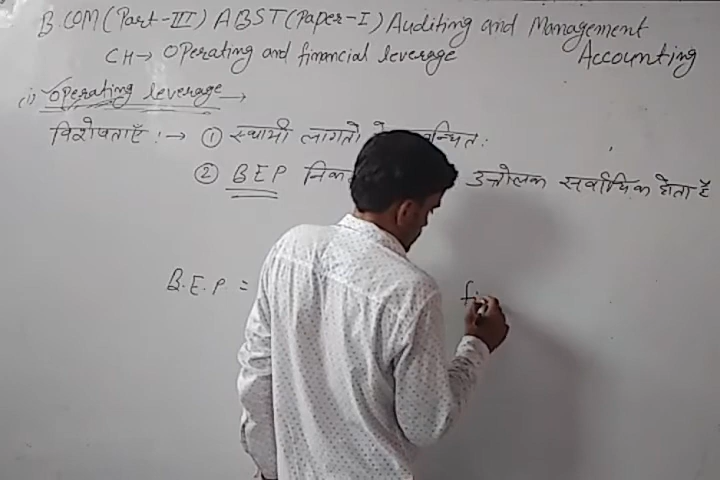 B.COM (Part-III) ABST (Paper-I) Auditing and Management
CH→ Operating and financial leverage Accounting
(i) Operating leverage →
विशेषताएँ :→ ① स्थायी लागतों से :
② BEP उत्तोलक सर्वाधिक होता है
B.E.P. = fi